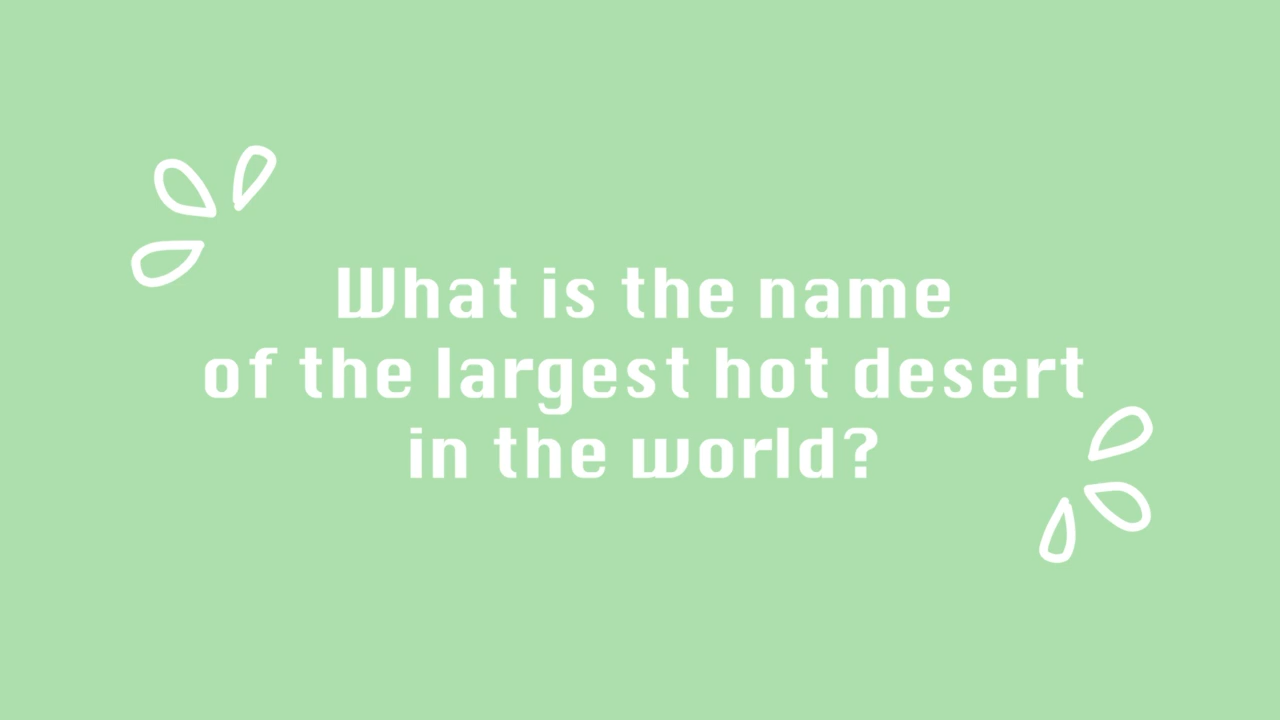 What is the name
of the largest hot desert
in the world?